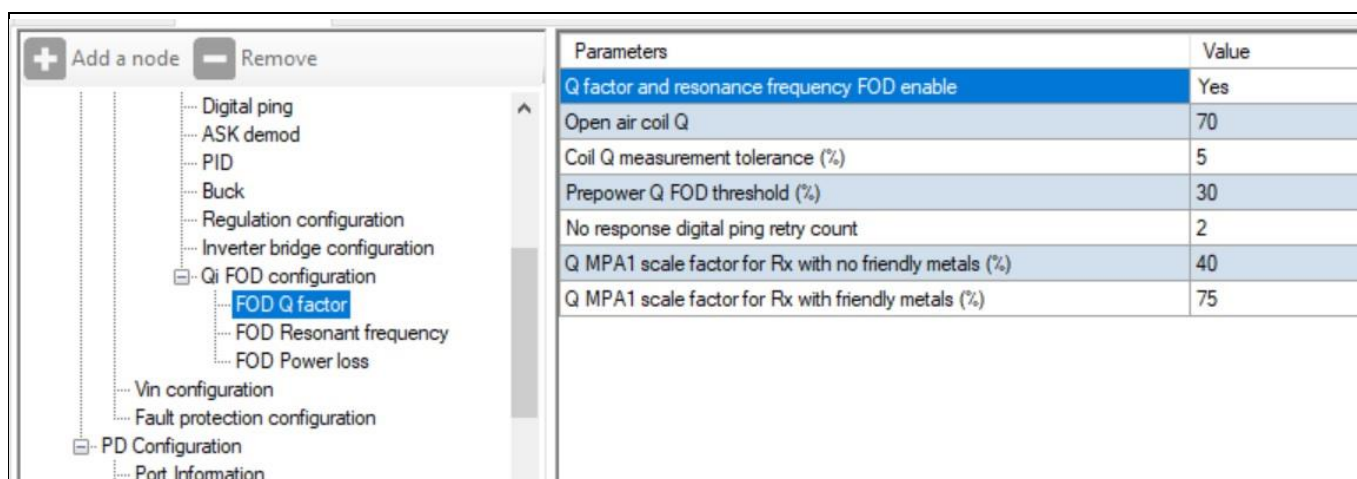 Add a node Remove
Digital ping
ASK demod
PID
Buck
Regulation configuration
Inverter bridge configuration
Qi FOD configuration
FOD Q factor
FOD Resonant frequency
FOD Power loss
Vin configuration
Fault protection configuration
PD Configuration
Port Information
Parameters Value
Q factor and resonance frequency FOD enable Yes
Open air coil Q 70
Coil Q measurement tolerance (%) 5
Prepower Q FOD threshold (%) 30
No response digital ping retry count 2
Q MPA1 scale factor for Rx with no friendly metals (%) 40
Q MPA1 scale factor for Rx with friendly metals (%) 75